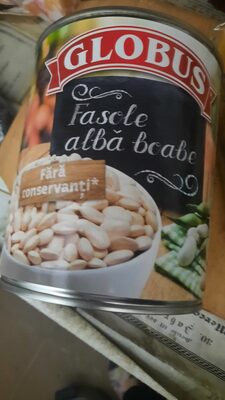 GLOBUS
Fasole
albă boabe
Fără
conservanți*